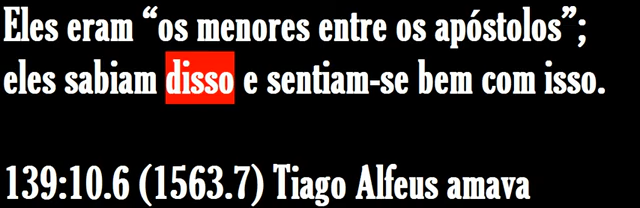 Eles eram “os menores entre os apóstolos”;
eles sabiam disso e sentiam-se bem com isso.
139:10.6 (1563.7) Tiago Alfeus amava